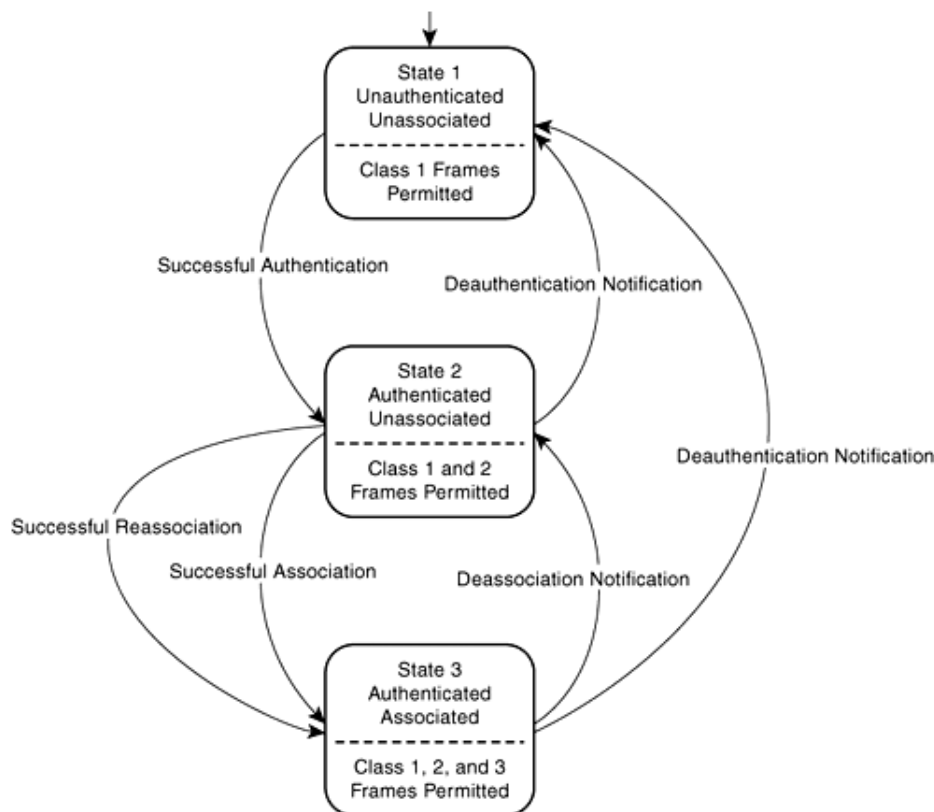 State 1
Unauthenticated
Unassociated
Class 1 Frames
Permitted
Successful Authentication
Deauthentication Notification
State 2
Authenticated
Unassociated
Class 1 and 2
Frames Permitted
Deauthentication Notification
Successful Reassociation
Successful Association
Deassociation Notification
State 3
Authenticated
Associated
Class 1, 2, and 3
Frames Permitted